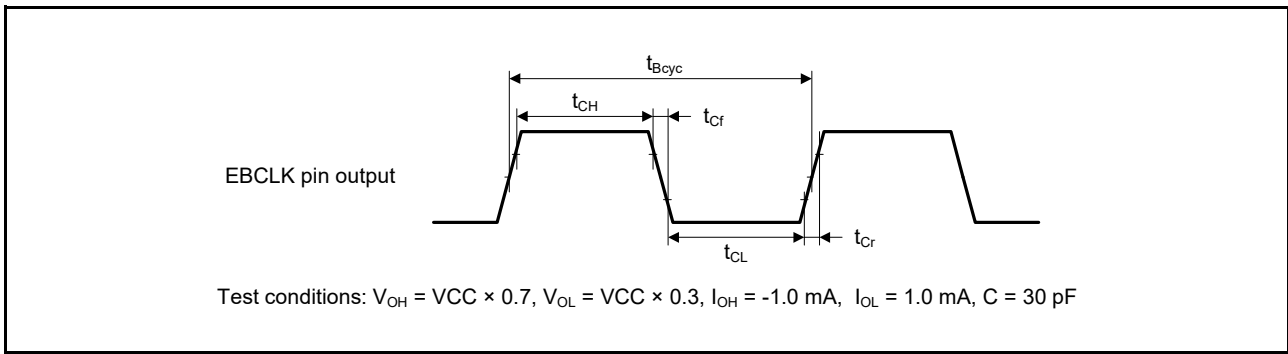 tBcyc
tCH
tCf
EBCLK pin output
tCL
tCr
Test conditions: VOH = VCC × 0.7, VOL = VCC × 0.3, IOH = -1.0 mA, IOL = 1.0 mA, C = 30 pF